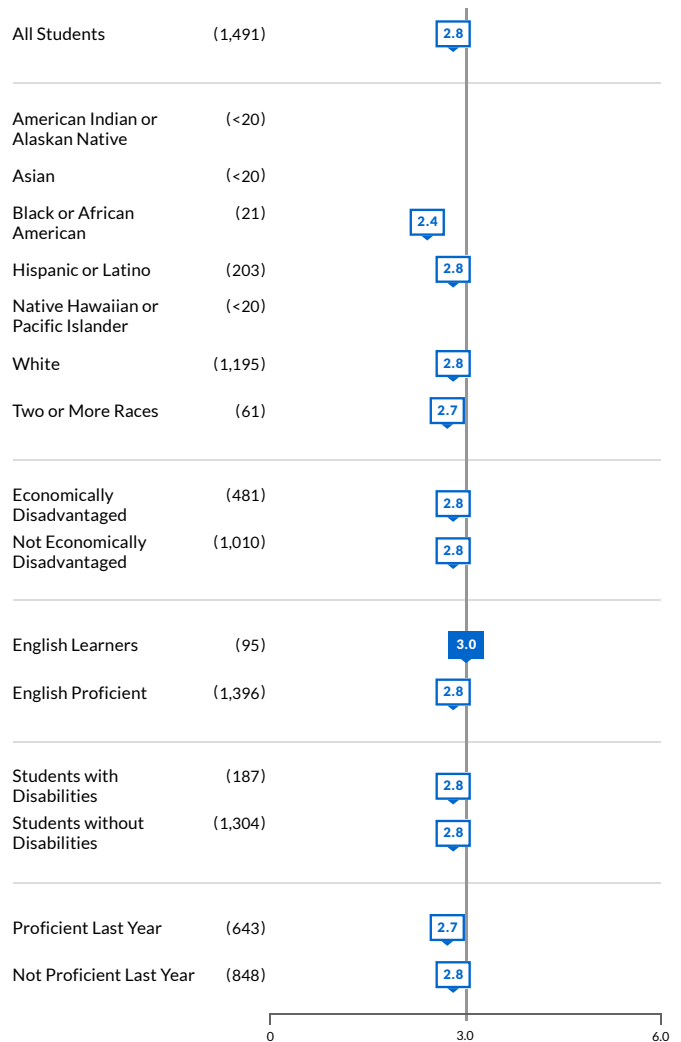 All Students (1,491) 2.8
American Indian or (<20)
Alaskan Native
Asian (<20)
Black or African (21) 2.4
American
Hispanic or Latino (203) 2.8
Native Hawaiian or (<20)
Pacific Islander
White (1,195) 2.8
Two or More Races (61) 2.7
Economically (481) 2.8
Disadvantaged
Not Economically (1,010) 2.8
Disadvantaged
English Learners (95) 3.0
English Proficient (1,396) 2.8
Students with (187) 2.8
Disabilities
Students without (1,304) 2.8
Disabilities
Proficient Last Year (643) 2.7
Not Proficient Last Year (848) 2.8
0 3.0 6.0